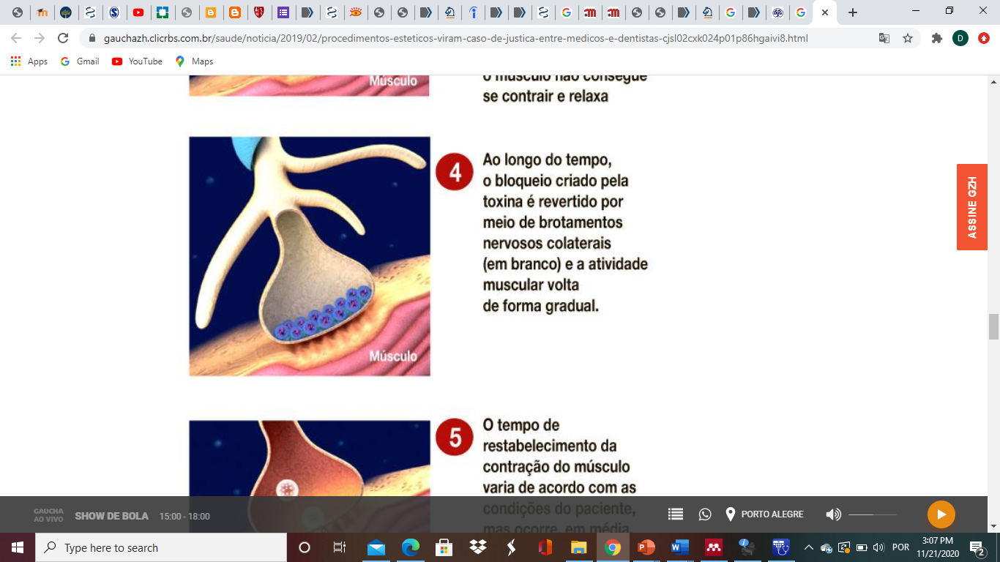 gauchazh.clicrbs.com.br/saude/noticia/2019/02/procedimentos-esteticos-viram-caso-de-justica-entre-medicos-e-dentistas-cjsl02cxk024p01p86hgaivi8.html
D
Apps Gmail YouTube Maps
Músculo
o músculo não consegue
se contrair e relaxa
4
Ao longo do tempo,
o bloqueio criado pela
toxina é revertido por
meio de brotamentos
nervosos colaterais
(em branco) e a atividade
muscular volta
de forma gradual.
Músculo
ASSINE GZH
5
O tempo de
restabelecimento da
contração do músculo
varia de acordo com as
condições do paciente,
mas ocorre, em média,
GAUCHA
AO VIVO
SHOW DE BOLA 15:00 - 18:00
PORTO ALEGRE
Type here to search
POR
3:07 PM
11/21/2020
2